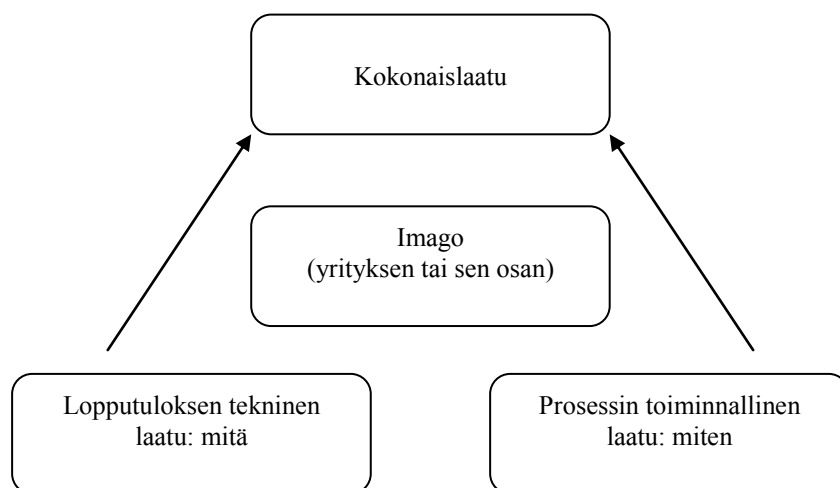 Kokonaislaatu
Imago
(yrityksen tai sen osan)
Lopputuloksen tekninen
laatu: mitä
Prosessin toiminnallinen
laatu: miten